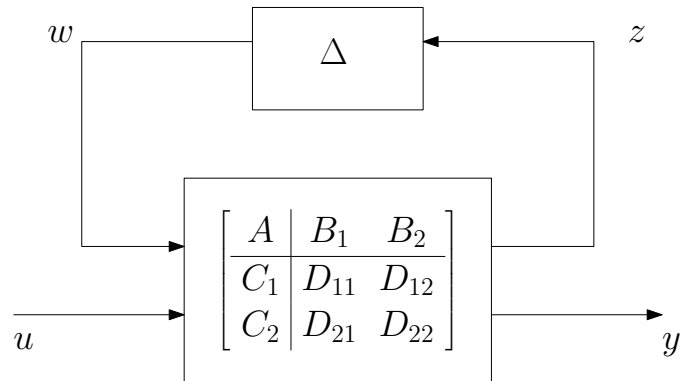 w Δ z
A B₁ B₂
C₁ D₁₁ D₁₂
C₂ D₂₁ D₂₂
u y